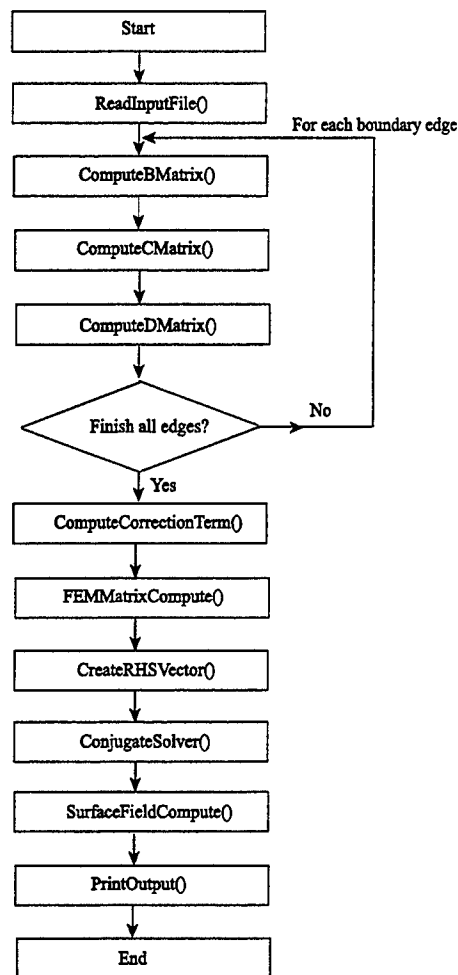 Start
ReadInputFile()
For each boundary edge
ComputeBMatrix()
ComputeCMatrix()
ComputeDMatrix()
Finish all edges?
No
Yes
ComputeCorrectionTerm()
FEMMatrixCompute()
CreateRHSVector()
ConjugateSolver()
SurfaceFieldCompute()
PrintOutput()
End